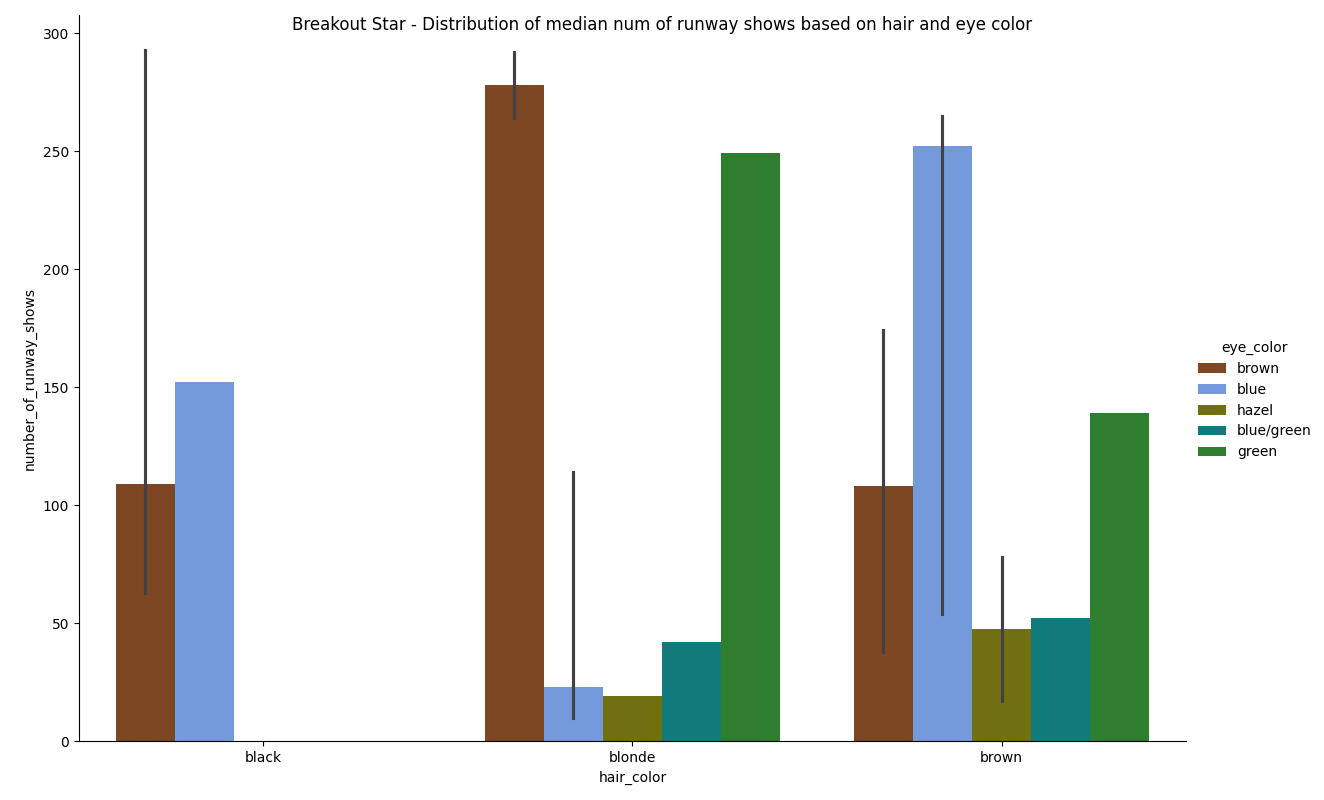 Breakout Star - Distribution of median num of runway shows based on hair and eye color
300
250
200
150
100
50
0
number_of_runway_shows
black
blonde
brown
hair_color
eye_color
brown
blue
hazel
blue/green
green